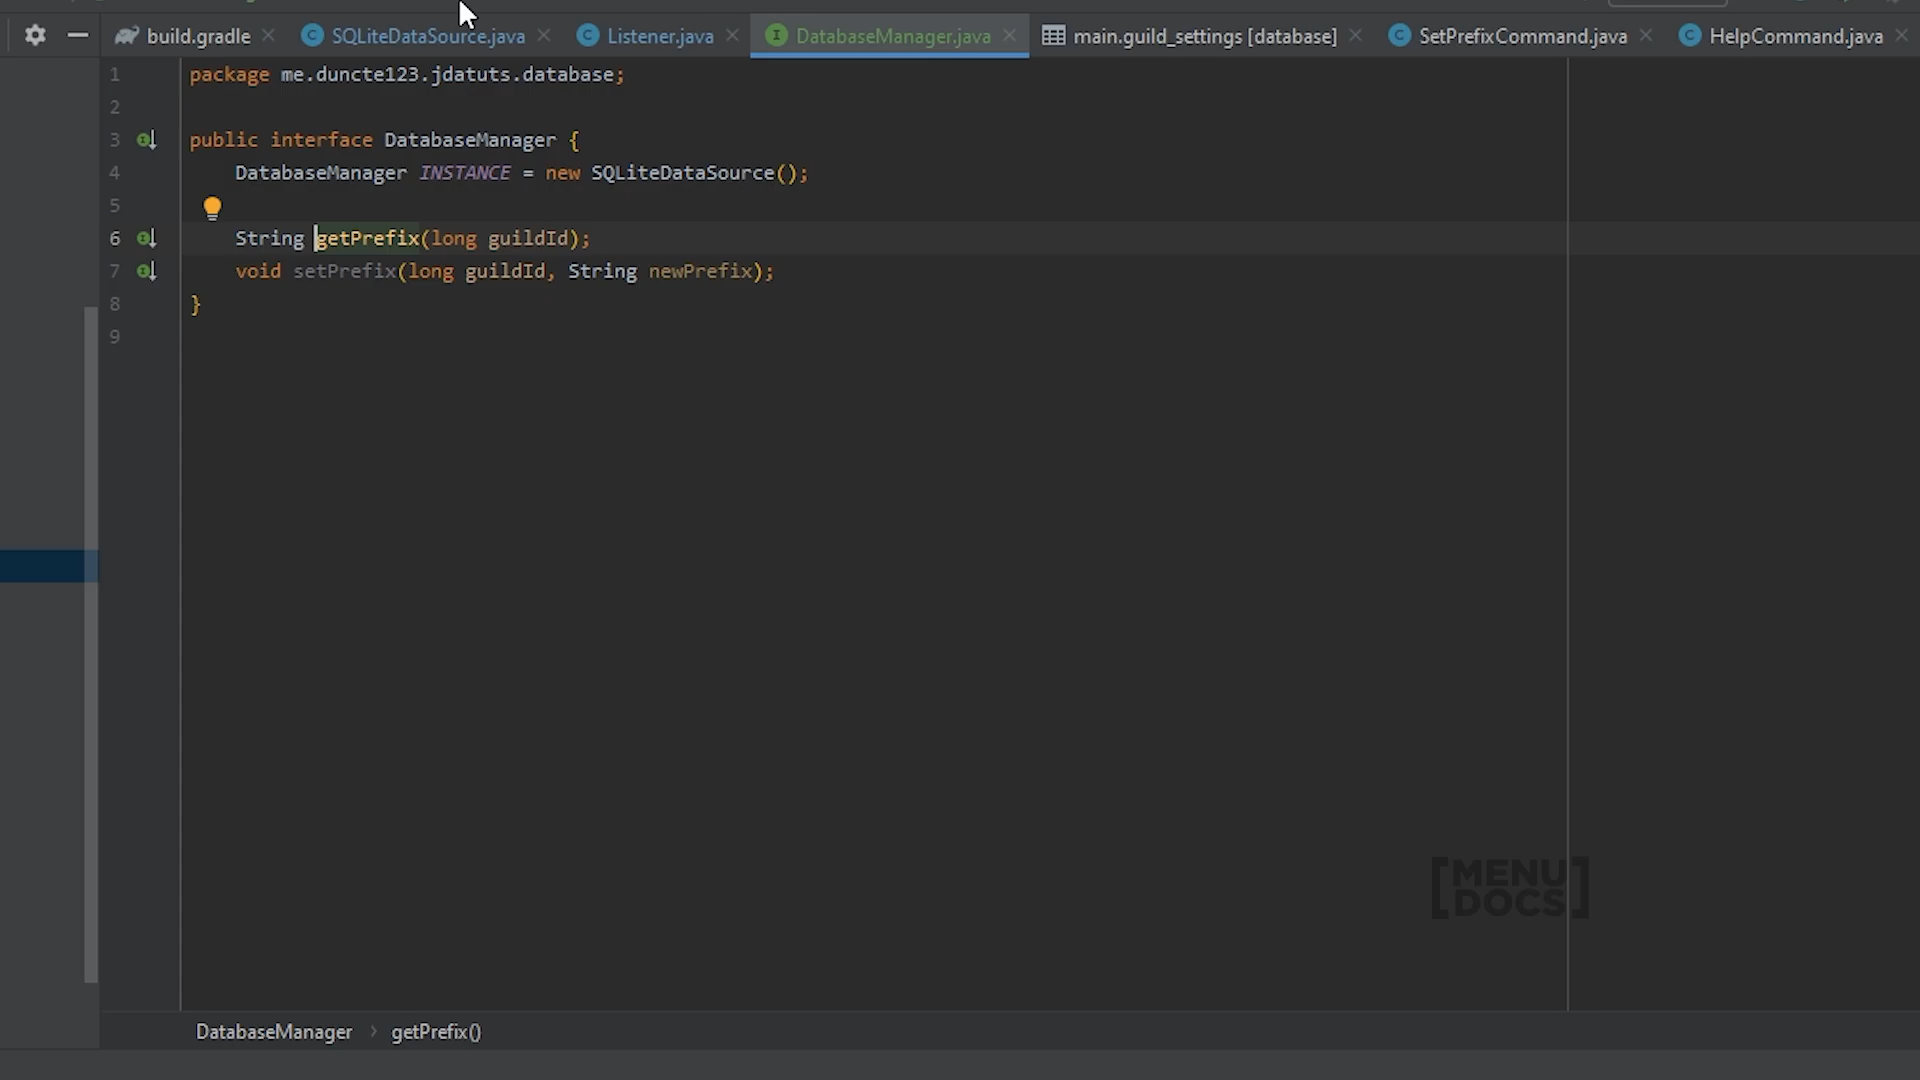 build.gradle SQLiteDataSource.java Listener.java DatabaseManager.java main.guild_settings [database] SetPrefixCommand.java HelpCommand.java
1 package me.duncte123.jdatuts.database;
2
3 public interface DatabaseManager {
4 DatabaseManager INSTANCE = new SQLiteDataSource();
5
6 String getPrefix(long guildId);
7 void setPrefix(long guildId, String newPrefix);
8 }
9
[MENU
DOCS]
DatabaseManager > getPrefix()